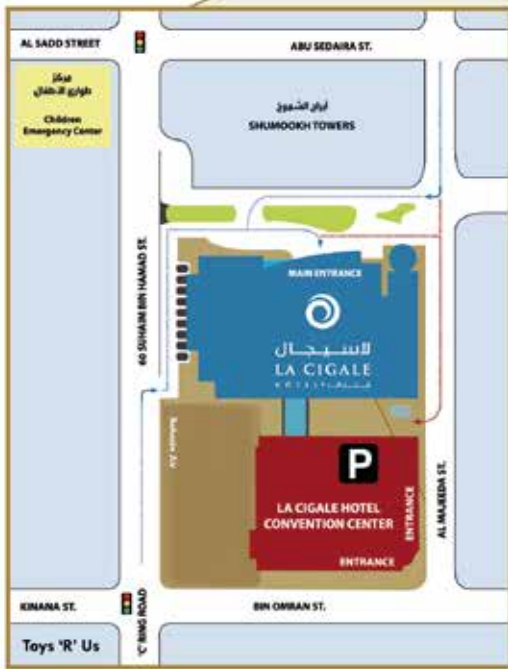 AL SADD STREET
ABU SEDAIRA ST.
مركز
طوارئ الأطفال
Children
Emergency Center
أبراج الشموخ
SHUMOOKH TOWERS
60 SUHAIM BIN HAMAD ST.
MAIN ENTRANCE
لاسيجال
LA CIGALE
HOTEL
P
LA CIGALE HOTEL
CONVENTION CENTER
ENTRANCE
ENTRANCE
AL MAJEEDA ST.
KINANA ST.
'C' RING ROAD
BIN OMRAN ST.
Toys 'R' Us